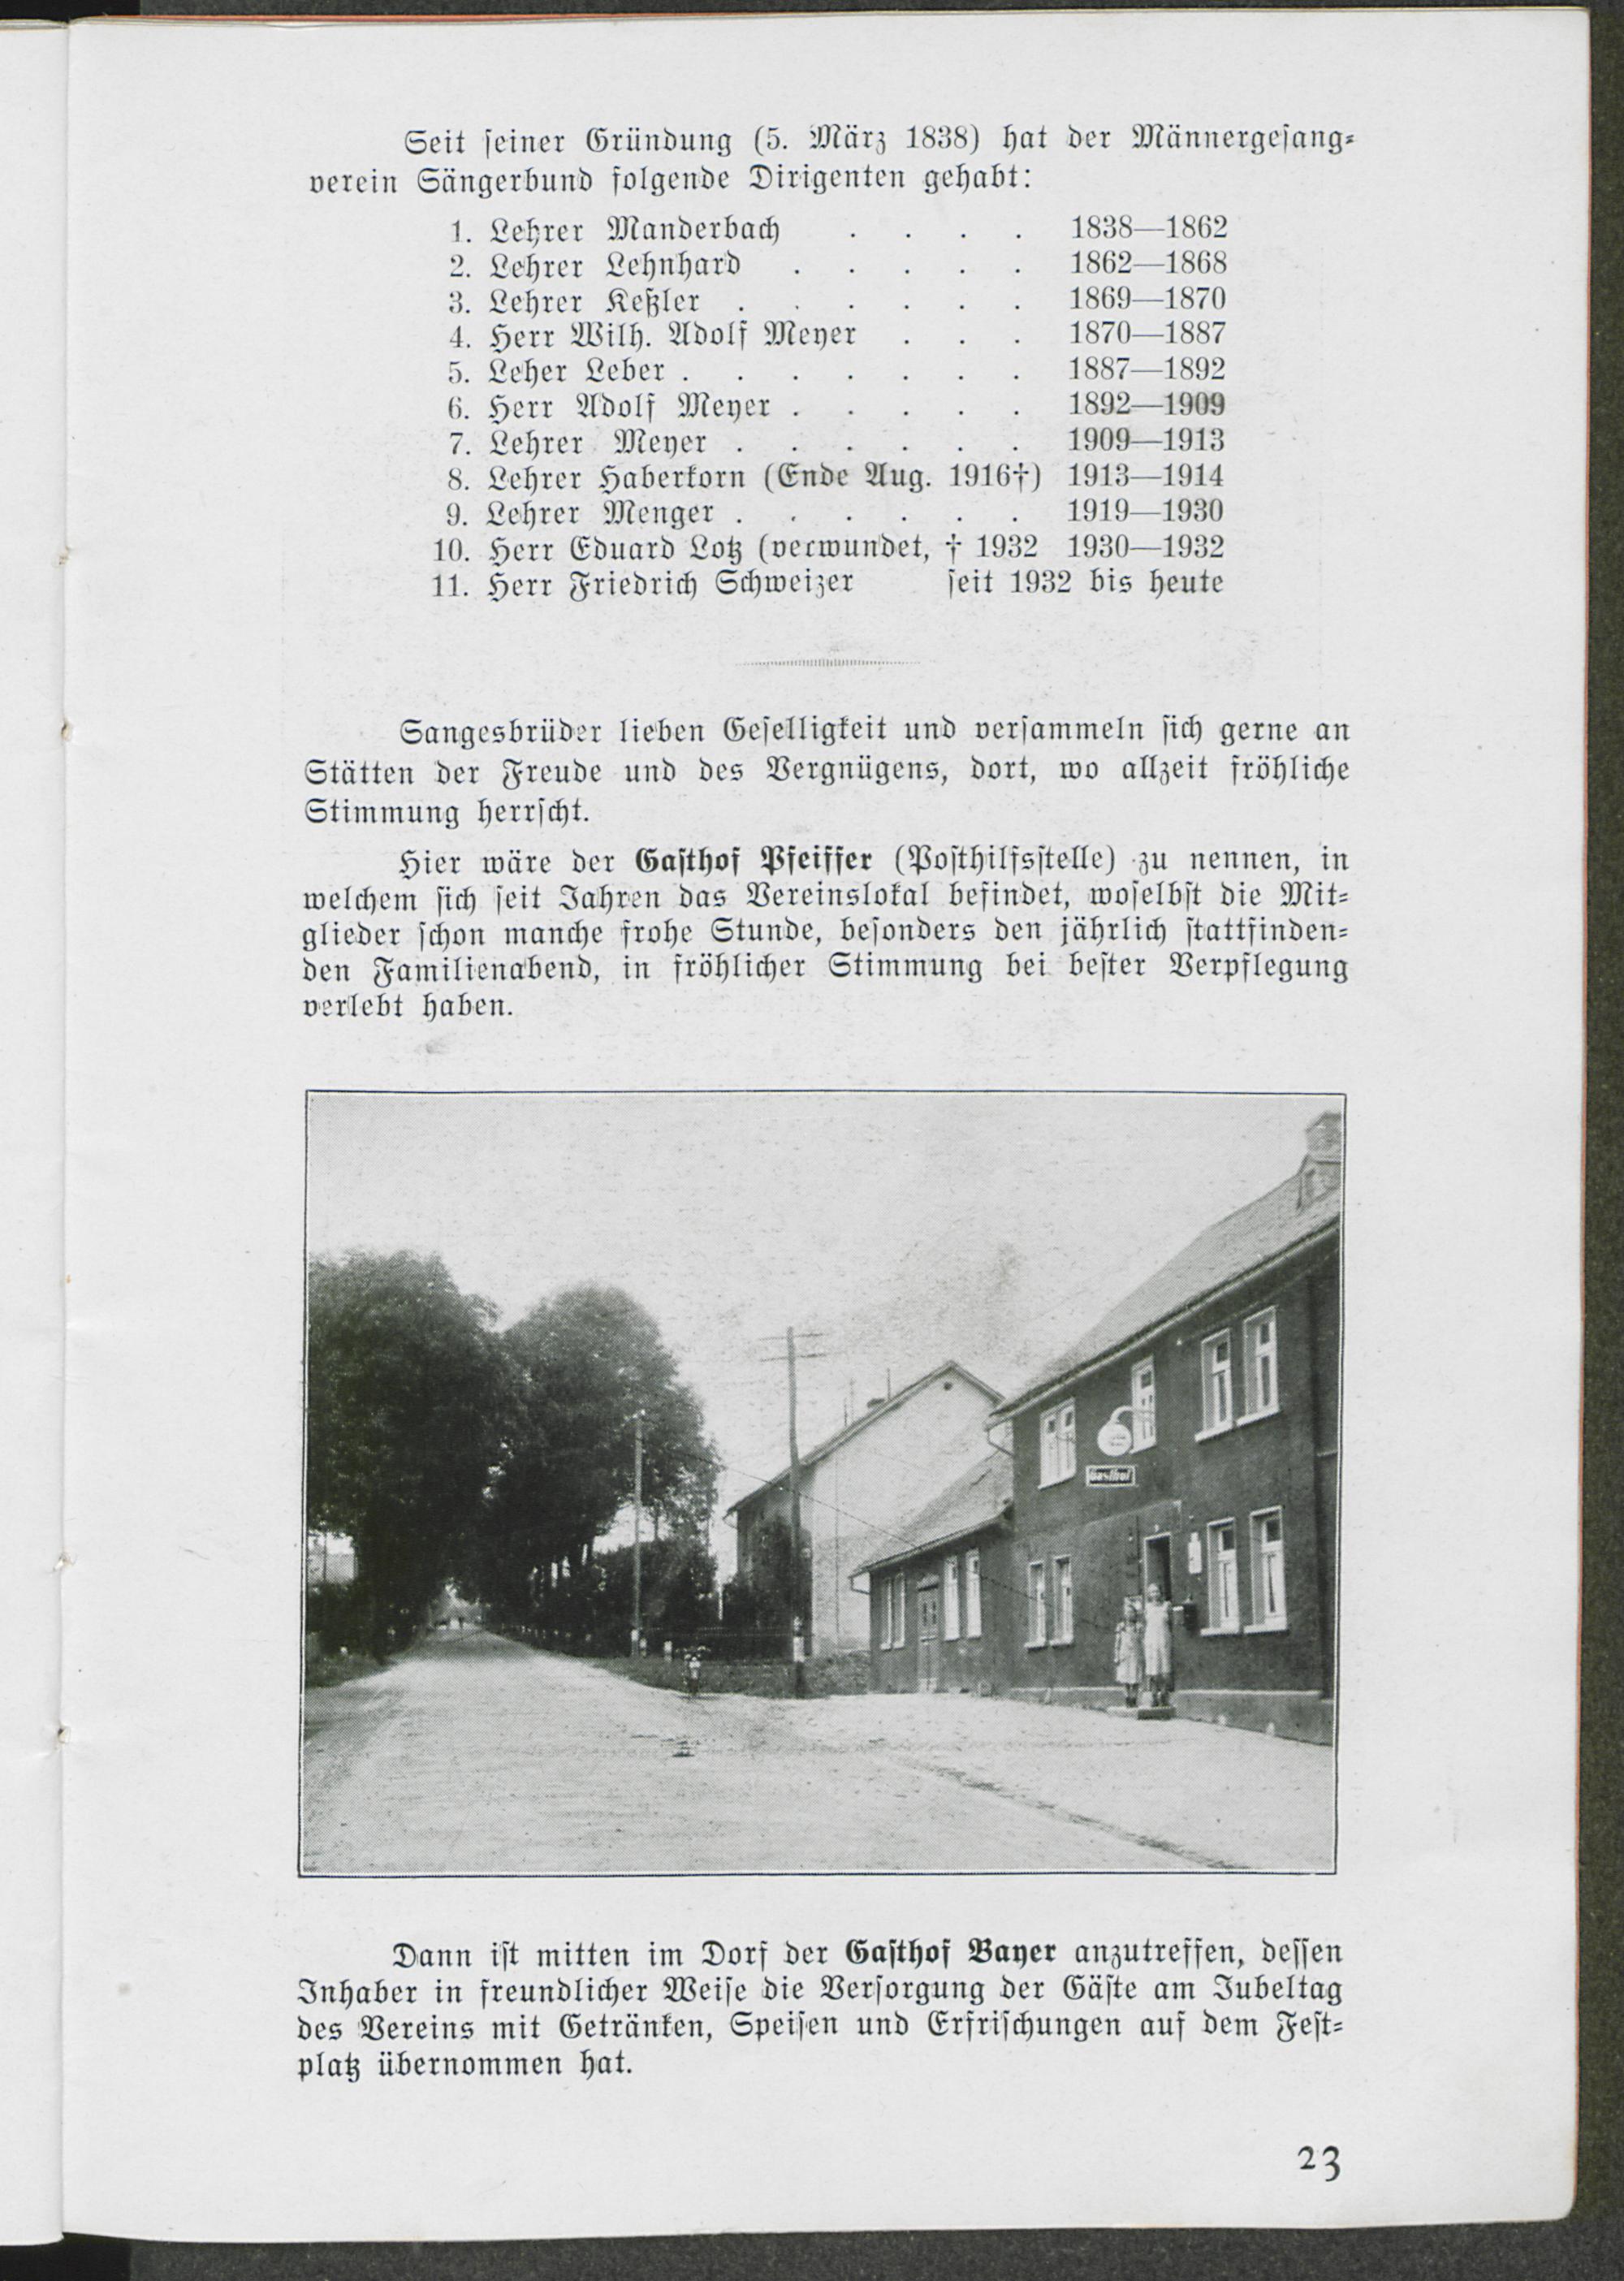 Seit seiner Gründung (5. März 1838) hat der Männergesang-
verein Sängerbund folgende Dirigenten gehabt:
1. Lehrer Manderbach . . . . 1838—1862
2. Lehrer Lehnhard . . . . . 1862—1868
3. Lehrer Keßler . . . . . . 1869—1870
4. Herr Wilh. Adolf Meyer . . . 1870—1887
5. Leher Leber . . . . . . . 1887—1892
6. Herr Adolf Meyer . . . . . 1892—1909
7. Lehrer Meyer . . . . . . 1909—1913
8. Lehrer Haberkorn (Ende Aug. 1916†) 1913—1914
9. Lehrer Menger . . . . . . 1919—1930
10. Herr Eduard Lotz (verwundet, † 1932 1930—1932
11. Herr Friedrich Schweizer seit 1932 bis heute
Sangesbrüder lieben Geselligkeit und versammeln sich gerne an
Stätten der Freude und des Vergnügens, dort, wo allzeit fröhliche
Stimmung herrscht.
Hier wäre der Gasthof Pfeiffer (Posthilfsstelle) zu nennen, in
welchem sich seit Jahren das Vereinslokal befindet, woselbst die Mit-
glieder schon manche frohe Stunde, besonders den jährlich stattfinden-
den Familienabend, in fröhlicher Stimmung bei bester Verpflegung
verlebt haben.
Gasthof
Dann ist mitten im Dorf der Gasthof Bayer anzutreffen, dessen
Inhaber in freundlicher Weise die Versorgung der Gäste am Jubeltag
des Vereins mit Getränken, Speisen und Erfrischungen auf dem Fest-
platz übernommen hat.
23